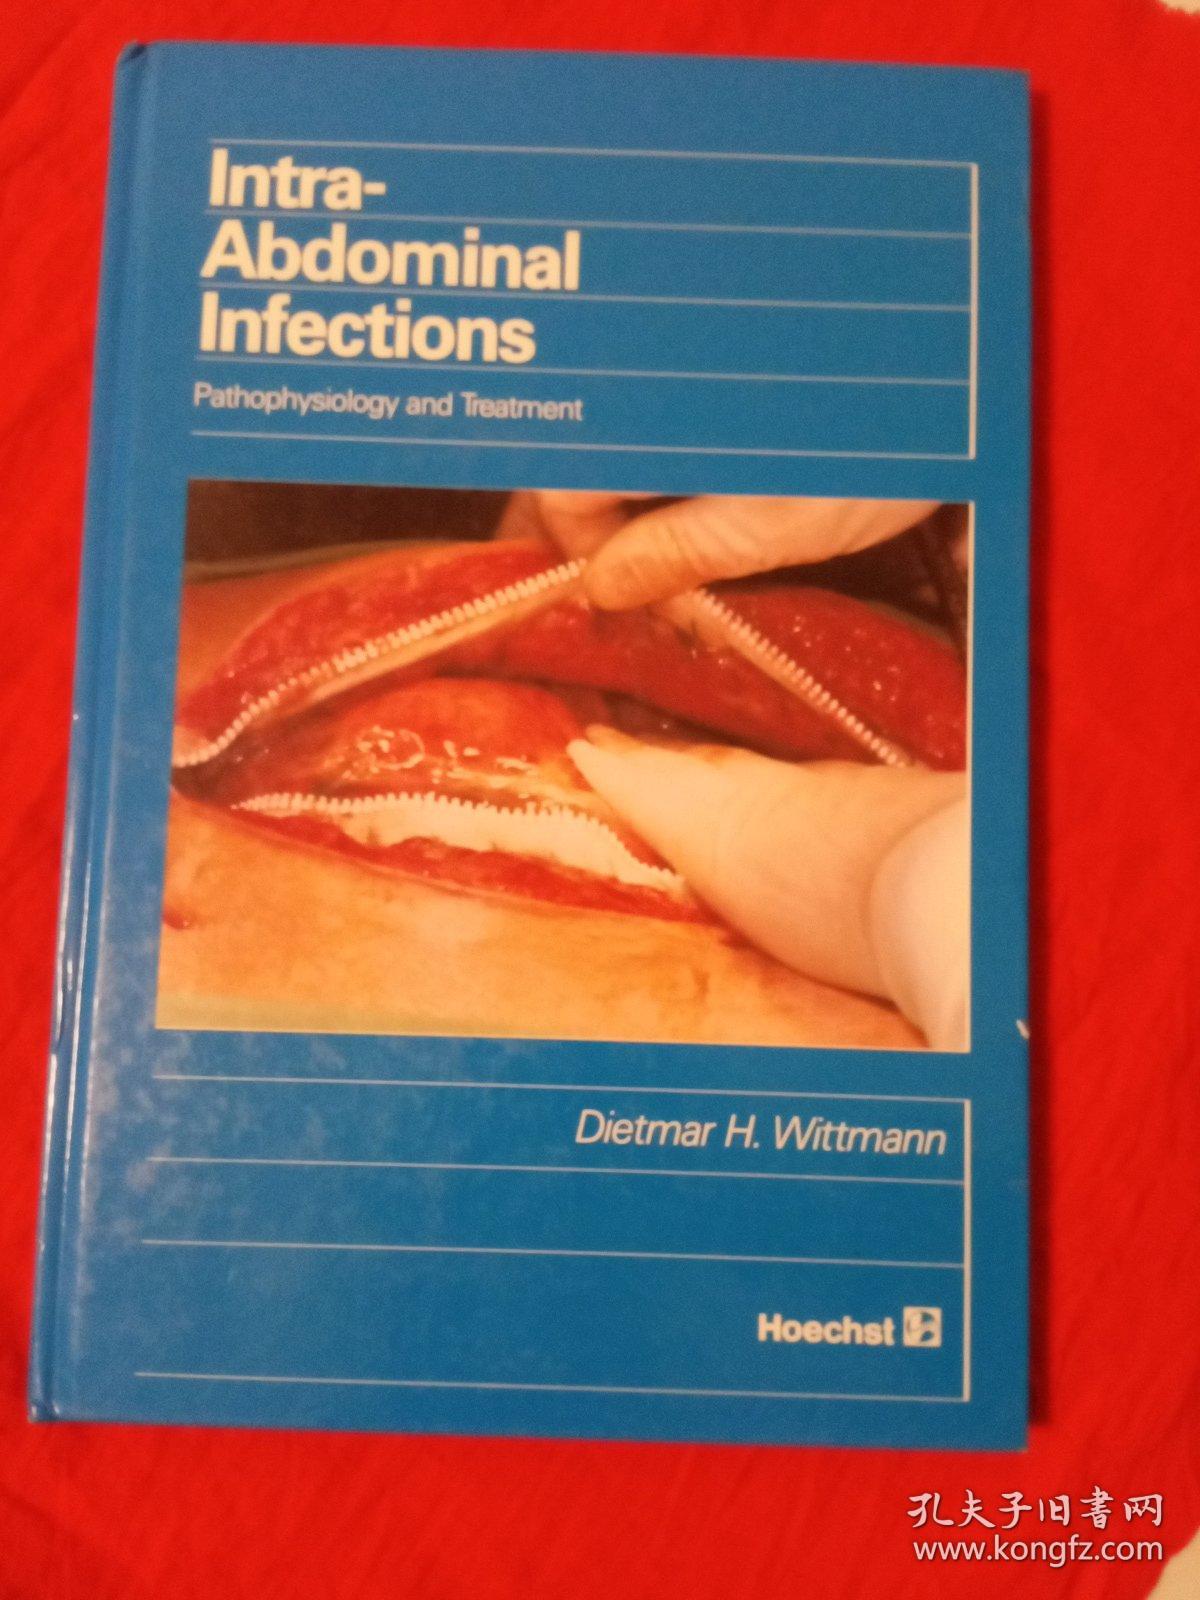 Intra-
Abdominal
Infections
Pathophysiology and Treatment
Dietmar H. Wittmann
Hoechst
孔夫子旧书网
www.kongfz.com